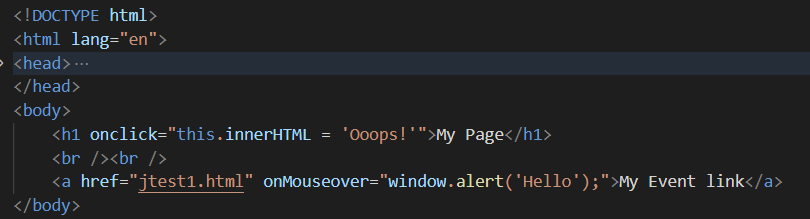 <!DOCTYPE html>
<html lang="en">
<head>…
</head>
<body>
    <h1 onclick="this.innerHTML = 'Ooops!'">My Page</h1>
    <br /><br />
    <a href="jtest1.html" onMouseover="window.alert('Hello');">My Event link</a>
</body>